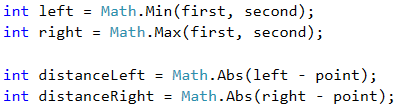 int left = Math.Min(first, second);
int right = Math.Max(first, second);
int distanceLeft = Math.Abs(left - point);
int distanceRight = Math.Abs(right - point);